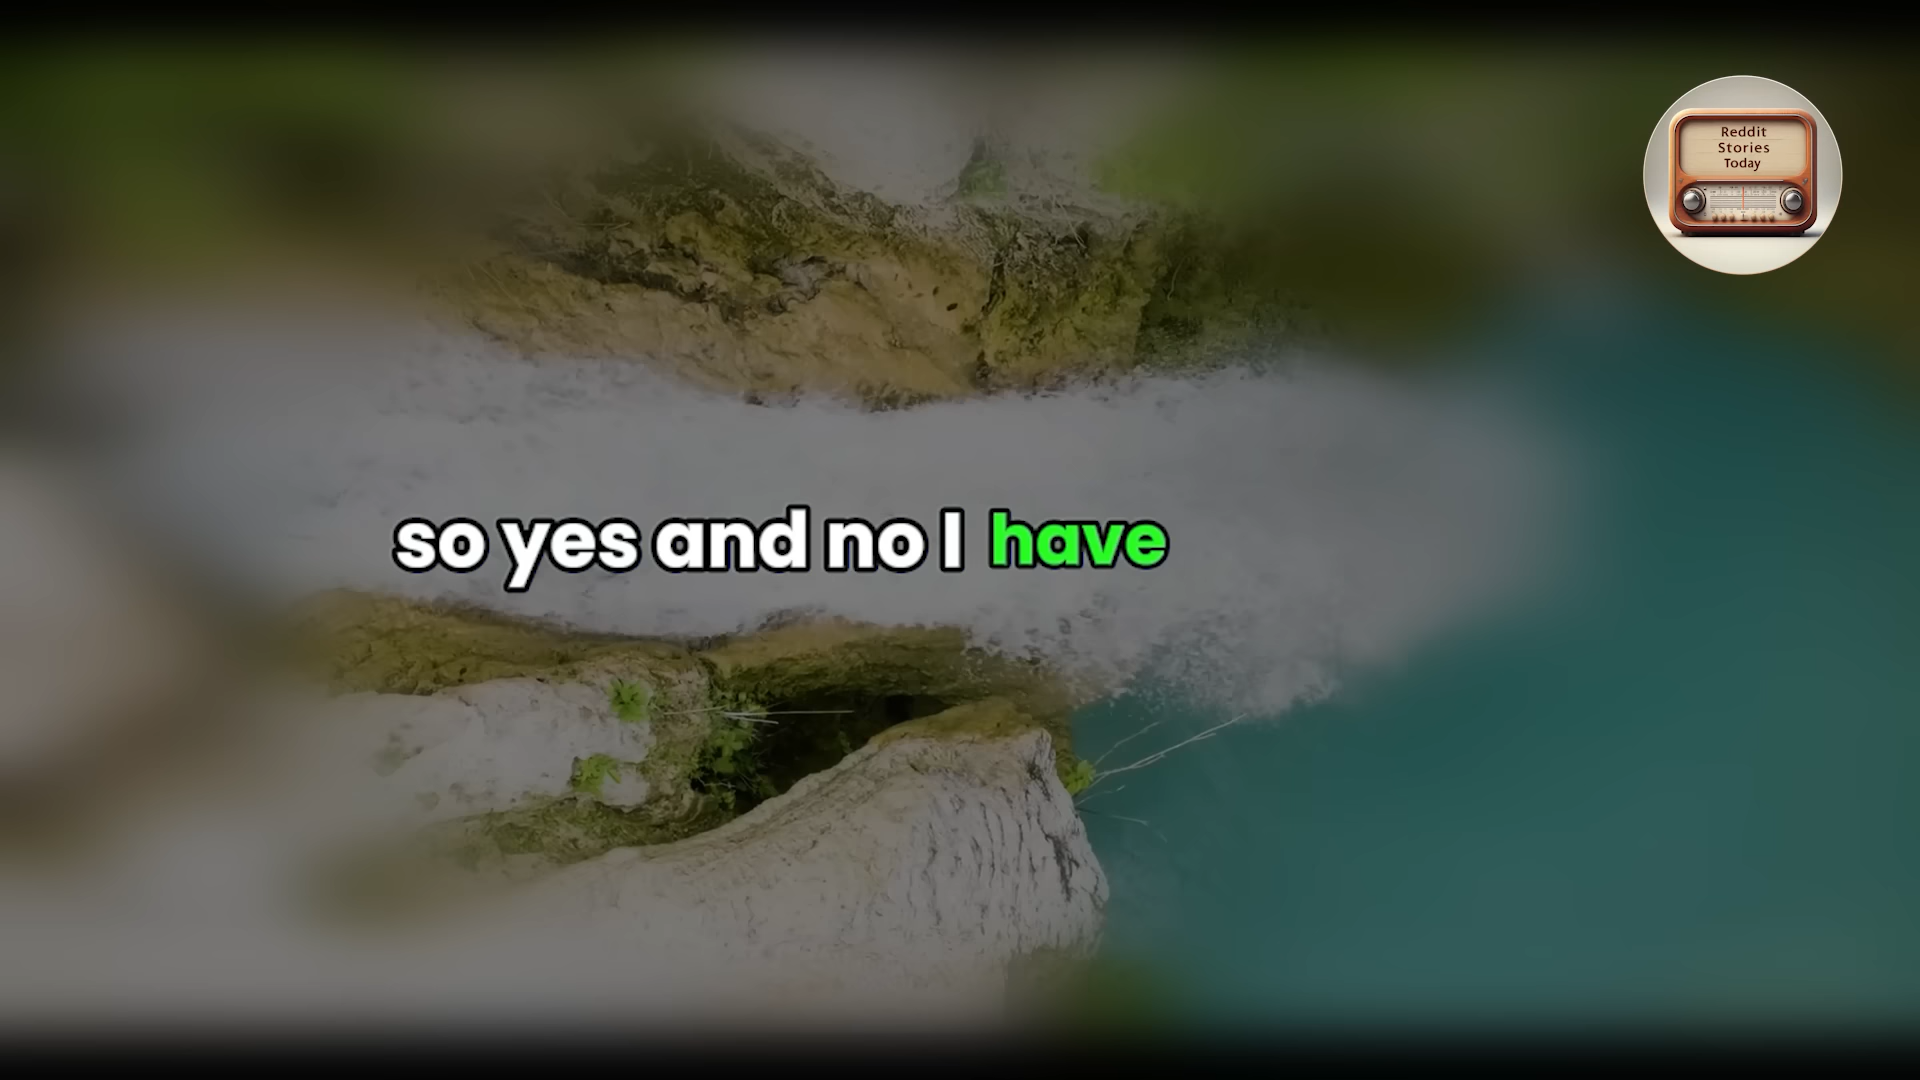 Reddit
Stories
Today
so yes and no I have